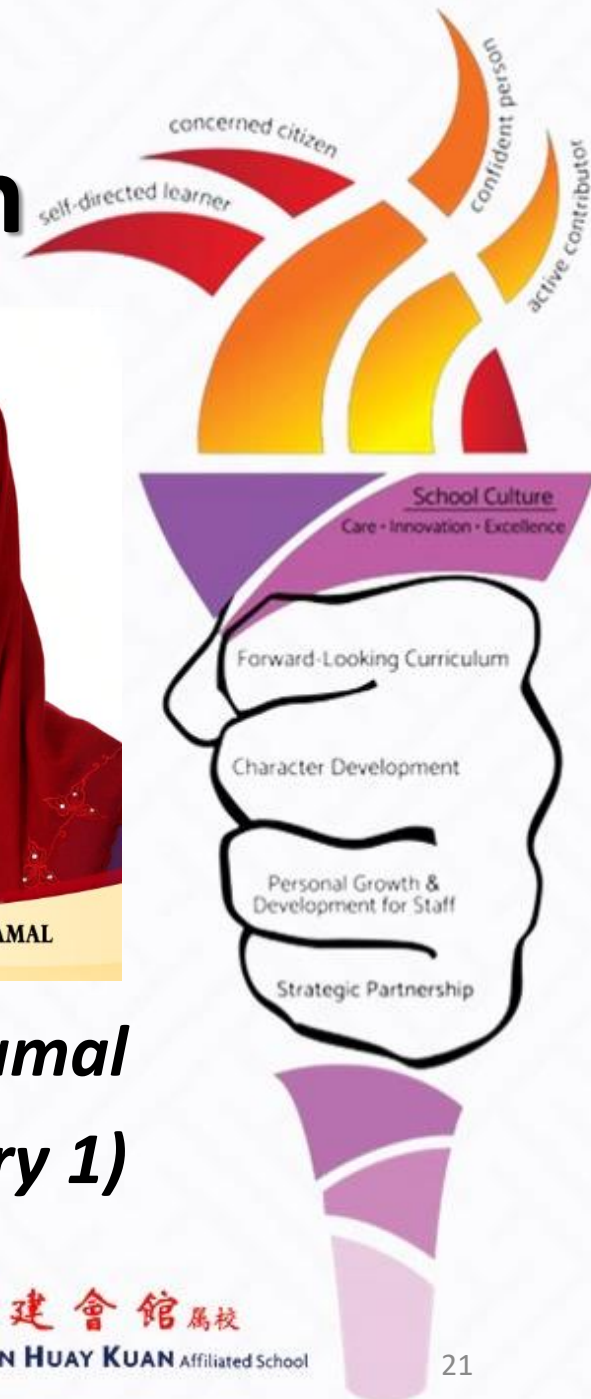 confident person
concerned citizen
self-directed learner
active contributor
School Culture
Care • Innovation • Excellence
Forward-Looking Curriculum
Character Development
Personal Growth &
Development for Staff
Strategic Partnership
AMAL
amal
ry 1)
建會館属校
N HUAY KUAN Affiliated School
21